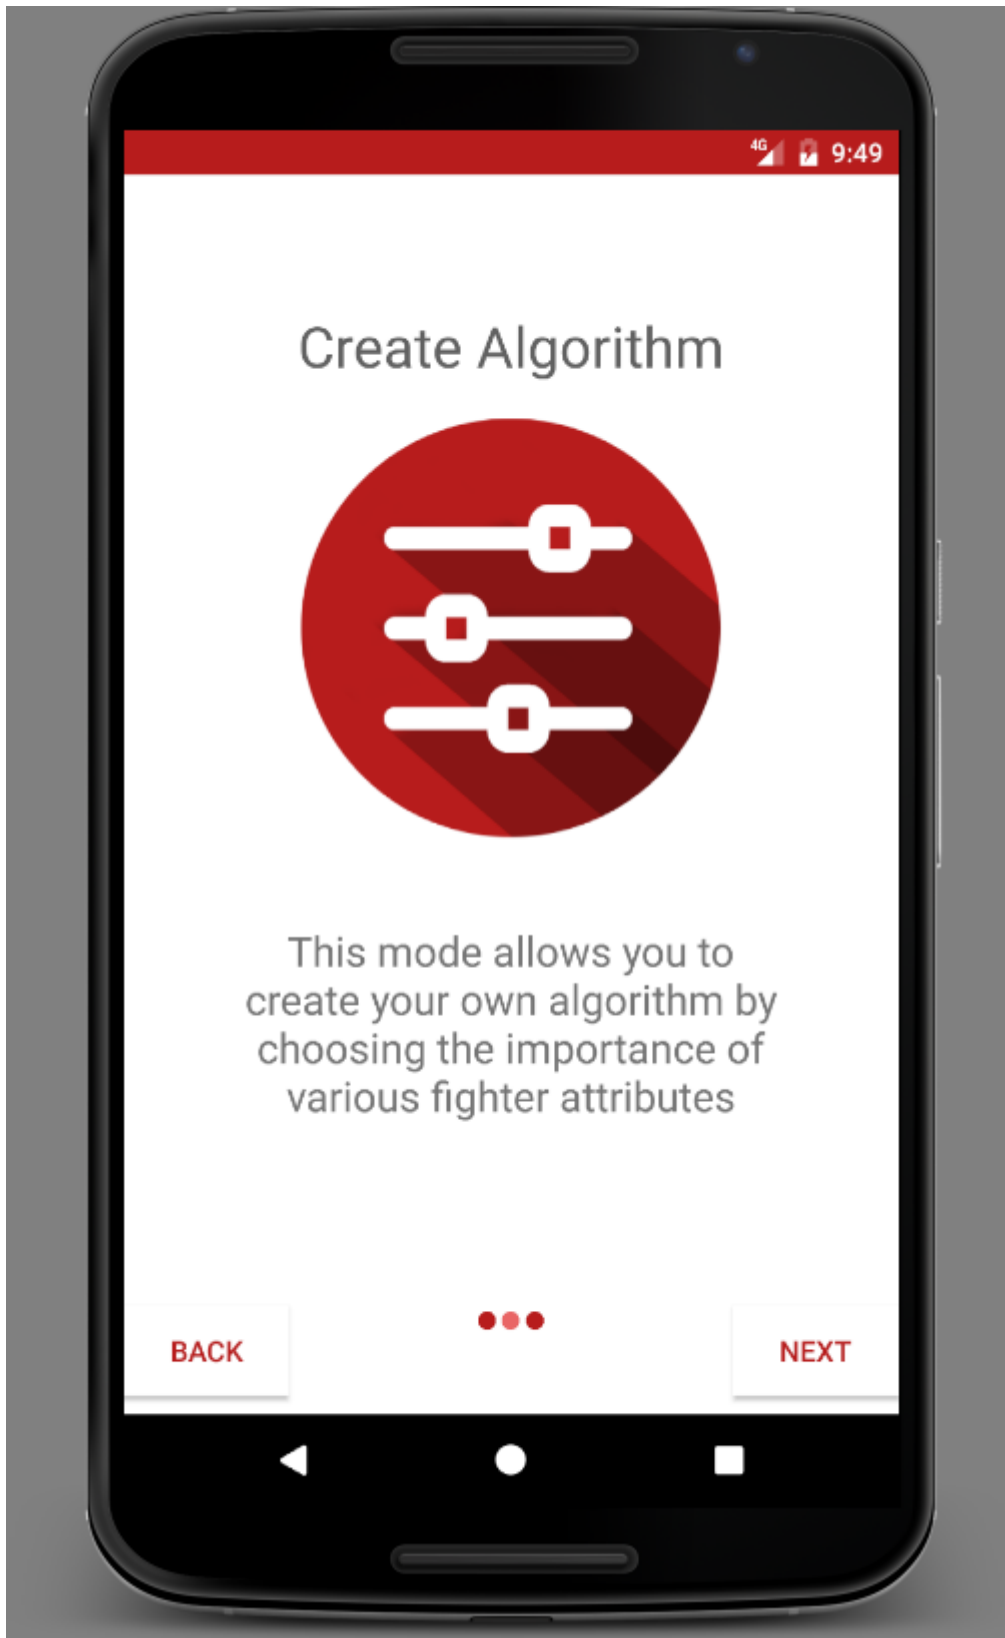 4G 9:49
Create Algorithm
This mode allows you to
create your own algorithm by
choosing the importance of
various fighter attributes
BACK
NEXT